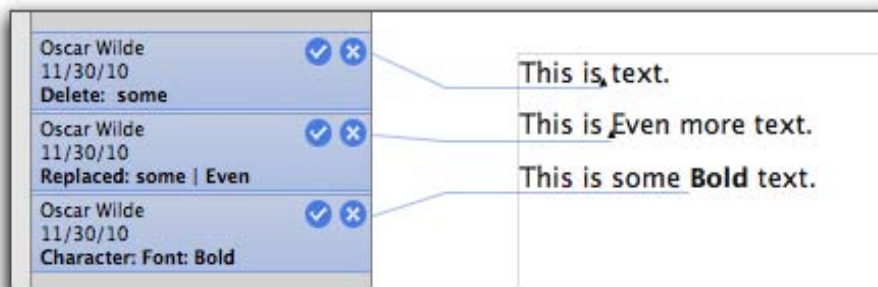 Oscar Wilde
11/30/10
Delete: some
Oscar Wilde
11/30/10
Replaced: some | Even
Oscar Wilde
11/30/10
Character: Font: Bold
This is text.
This is Even more text.
This is some Bold text.